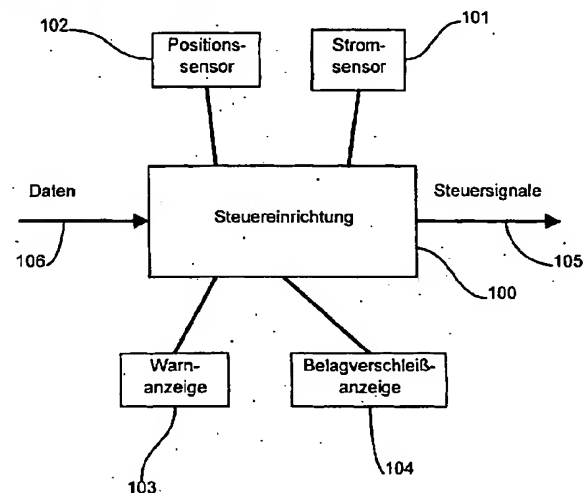 102
101
Positions-
sensor
Strom-
sensor
Daten
Steuereinrichtung
Steuersignale
106
105
100
Warn-
anzeige
Belagverschleiß-
anzeige
103
104